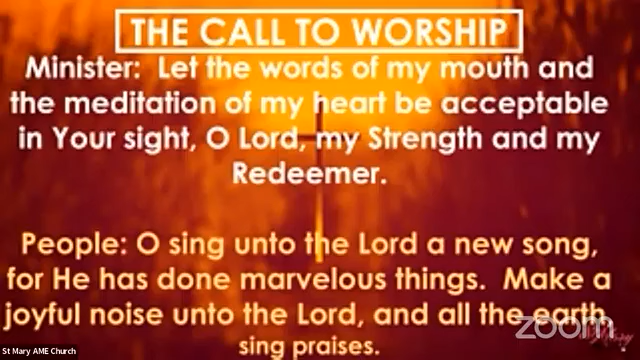 THE CALL TO WORSHIP
Minister: Let the words of my mouth and
the meditation of my heart be acceptable
in Your sight, O Lord, my Strength and my
Redeemer.
People: O sing unto the Lord a new song,
for He has done marvelous things. Make a
joyful noise unto the Lord, and all the earth
sing praises.
zoom
St Mary AME Church